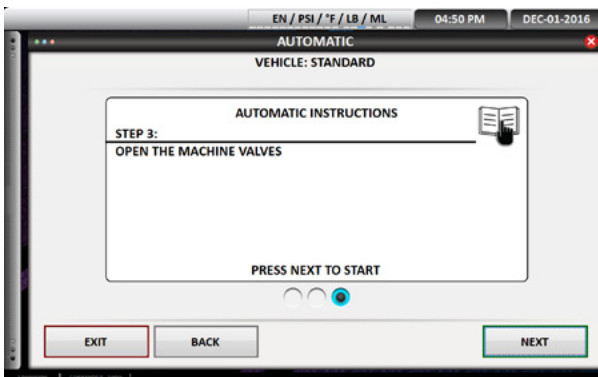 EN / PSI / °F / LB / ML 04:50 PM DEC-01-2016
AUTOMATIC
VEHICLE: STANDARD
AUTOMATIC INSTRUCTIONS
STEP 3:
OPEN THE MACHINE VALVES
PRESS NEXT TO START
EXIT BACK NEXT